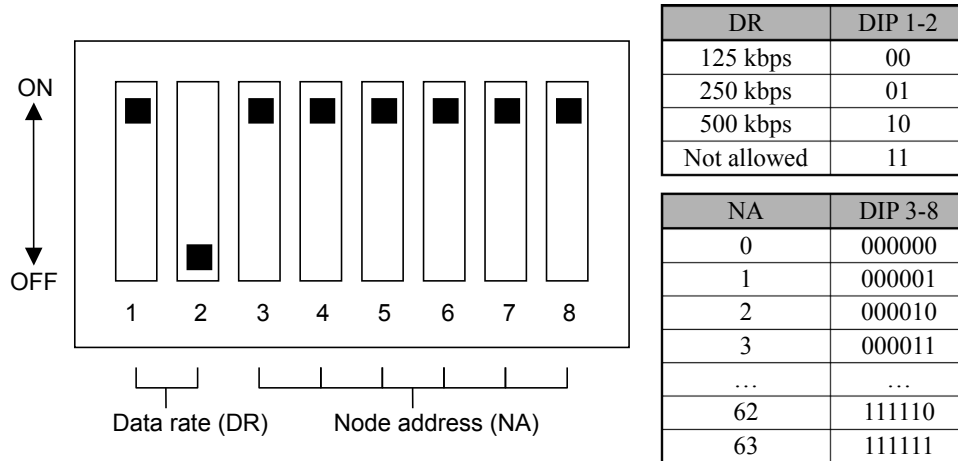 ON
OFF
1 2 3 4 5 6 7 8
Data rate (DR) Node address (NA)
DR DIP 1-2
125 kbps 00
250 kbps 01
500 kbps 10
Not allowed 11
NA DIP 3-8
0 000000
1 000001
2 000010
3 000011
… …
62 111110
63 111111